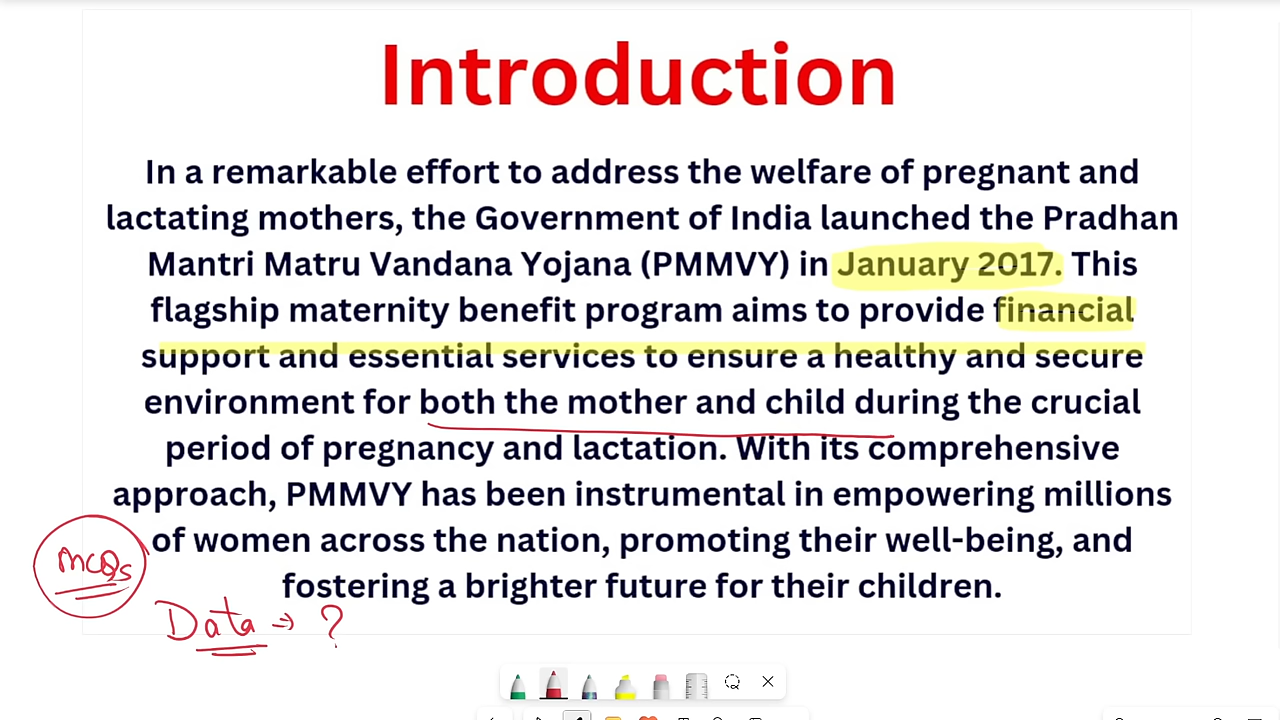 Introduction
In a remarkable effort to address the welfare of pregnant and
lactating mothers, the Government of India launched the Pradhan
Mantri Matru Vandana Yojana (PMMVY) in January 2017. This
flagship maternity benefit program aims to provide financial
support and essential services to ensure a healthy and secure
environment for both the mother and child during the crucial
period of pregnancy and lactation. With its comprehensive
approach, PMMVY has been instrumental in empowering millions
of women across the nation, promoting their well-being, and
fostering a brighter future for their children.
MCQs
Data → ?